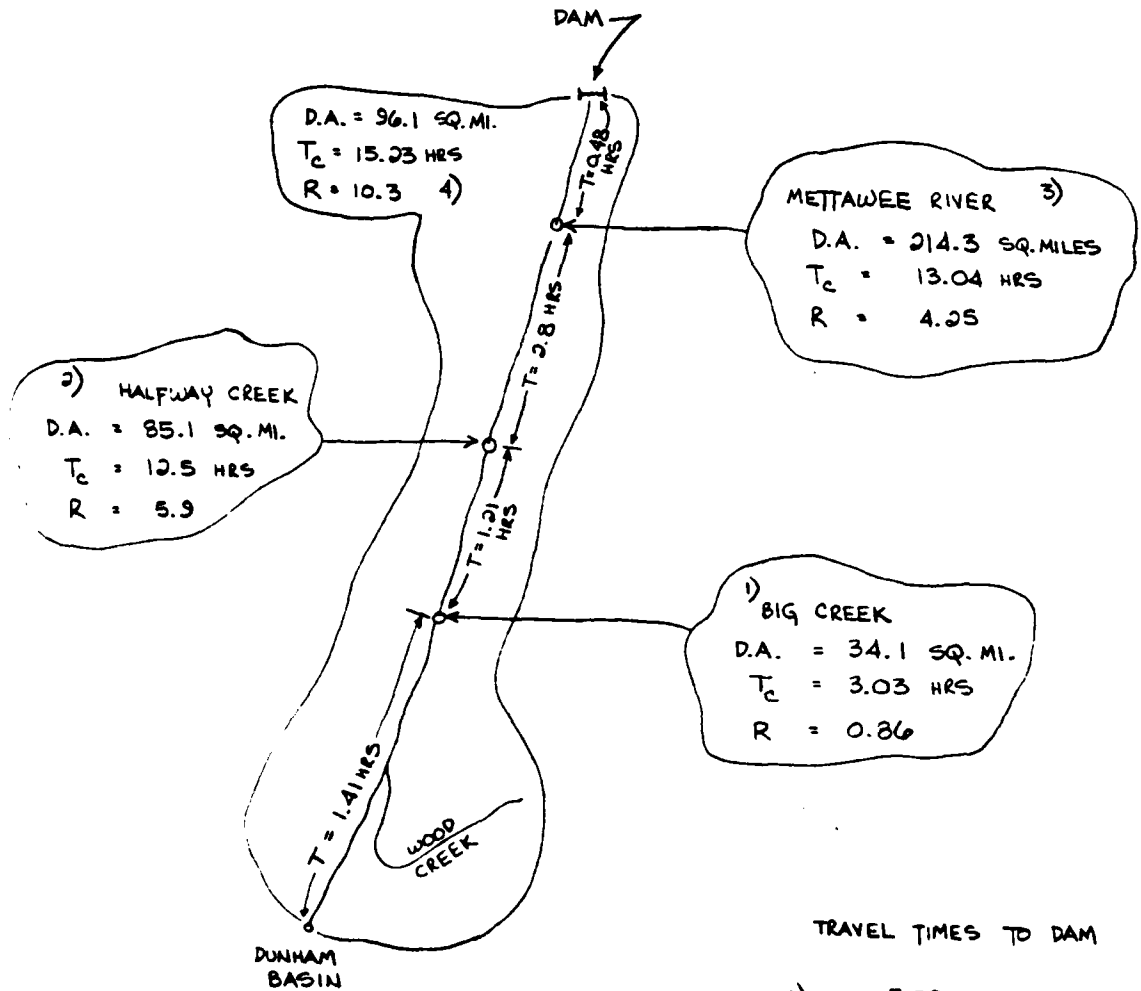 DAM
D.A. = 96.1 SQ.MI.
Tc = 15.23 HRS
R = 10.3 4)
T=0.48
HRS
METTAWEE RIVER 3)
D.A. = 214.3 SQ.MILES
Tc = 13.04 HRS
R = 4.25
T= 2.8 HRS
2) HALFWAY CREEK
D.A. = 85.1 SQ.MI.
Tc = 12.5 HRS
R = 5.9
T= 1.21
HRS
1) BIG CREEK
D.A. = 34.1 SQ.MI.
Tc = 3.03 HRS
R = 0.86
T = 1.41 HRS
WOOD
CREEK
DUNHAM
BASIN
TRAVEL TIMES TO DAM